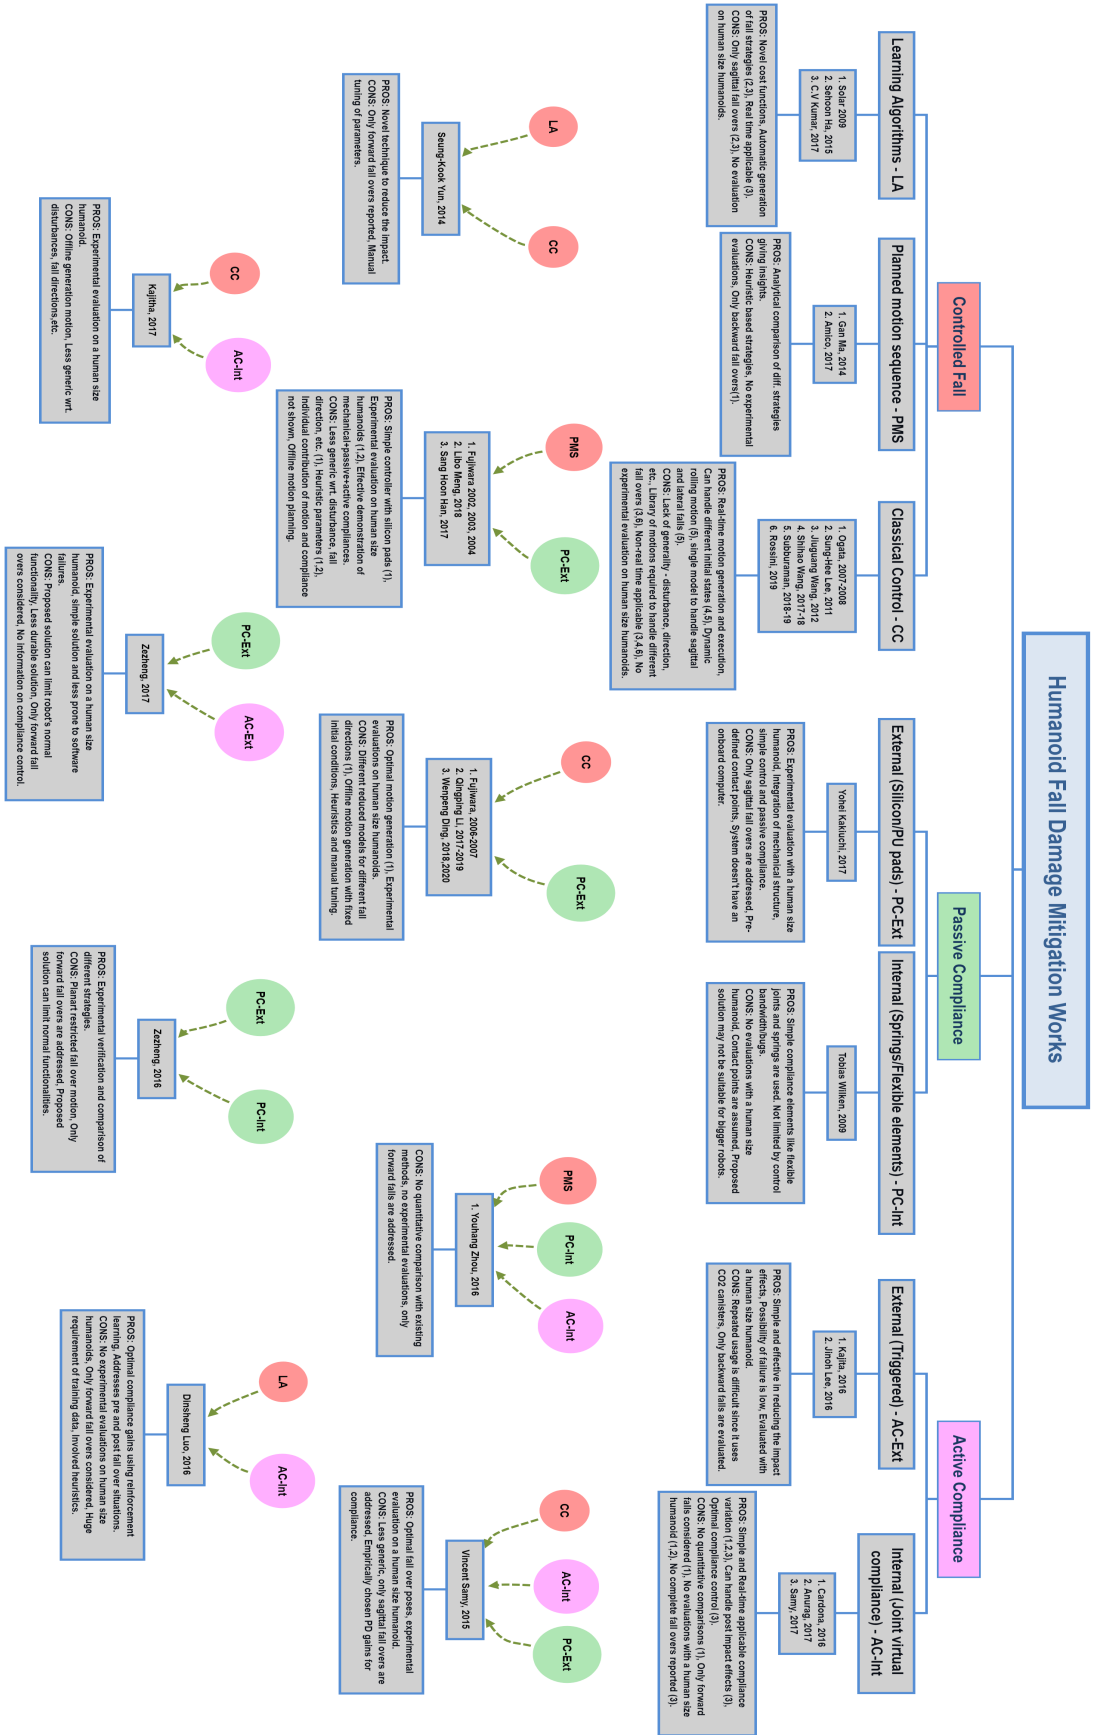 Humanoid Fall Damage Mitigation Works
Controlled Fall
Passive Compliance
Active Compliance
Learning Algorithms - LA
Planned motion sequence - PMS
Classical Control - CC
External (Silicon/PU pads) - PC-Ext
Internal (Springs/Flexible elements) - PC-Int
External (Triggered) - AC-Ext
Internal (Joint virtual
compliance) - AC-Int
1. Solar 2009
2. Sehoon Ha, 2015
3. C.V Kumar, 2017
PROS: Novel cost functions, Automatic generation
of fall strategies (2,3), Real time applicable (3).
CONS: Only sagittal fall overs (2,3), No evaluation
on human size humanoids.
1. Gan Ma, 2014
2. Amico, 2017
PROS: Analytical comparison of diff. strategies
giving insights.
CONS: Heuristic based strategies, No experimental
evaluations, Only backward fall overs(1).
1. Ogata, 2007-2008
2. Sung-Hee Lee, 2011
3. Jiuguang Wang, 2012
4. Shihao Wang, 2017-18
5. Subburaman, 2018-19
6. Rossini, 2019
PROS: Real-time motion generation and execution,
Can handle different initial states (4,5), Dynamic
rolling motion (5), single model to handle sagittal
and lateral falls (5).
CONS: Lack of generality - disturbance, direction,
etc., Library of motions required to handle different
fall overs (3,6), Non-real time applicable (3,4,6), No
experimental evaluation on human size humanoids.
Yohei Kakiuchi, 2017
PROS: Experimental evaluation with a human size
humanoid, Integration of mechanical structure,
simple control and passive compliance.
CONS: Only sagittal fall overs are addressed, Pre-
defined contact points, System doesn't have an
onboard computer.
Tobias Wilken, 2009
PROS: Simple compliance elements like flexible
joints and springs are used. Not limited by control
bandwidth/bugs.
CONS: No evaluations with a human size
humanoid, Contact points are assumed, Proposed
solution may not be suitable for bigger robots.
1. Kajita, 2016
2. Jinoh Lee, 2016
PROS: Simple and effective in reducing the impact
effects, Possibility of failure is low, Evaluated with
a human size humanoid.
CONS: Repeated usage is difficult since it uses
CO2 canisters, Only backward falls are evaluated.
1. Cardona, 2016
2. Anurag, 2017
3. Samy, 2017
PROS: Simple and Real-time applicable compliance
variation (1,2,3), Can handle post impact effects (3),
Optimal compliance control (3).
CONS: No quantitative comparisons (1), Only forward
falls considered (1), No evaluations with a human size
humanoid (1,2). No complete fall overs reported (3).
LA
CC
Seung-Kook Yun, 2014
PROS: Novel technique to reduce the impact.
CONS: Only forward fall overs reported, Manual
tuning of parameters.
PMS
PC-Ext
1. Fujiwara 2002, 2003, 2004
2. Libo Meng, 2018
3. Sang Hoon Han, 2017
PROS: Simple controller with silicon pads (1),
Experimental evaluation on human size
humanoids (1,2), Effective demonstration of
mechanical+passive+active compliances.
CONS: Less generic wrt. disturbance, fall
direction, etc. (1), Heuristic parameters (1,2),
Individual contribution of motion and compliance
not shown, Offline motion planning.
CC
PC-Ext
1. Fujiwara, 2006-2007
2. Qingping Li, 2017-2019
3. Wenpeng Ding, 2018,2020
PROS: Optimal motion generation (1), Experimental
evaluations on human size humanoids.
CONS: Different reduced models for different fall
directions (1), Offline motion generation with fixed
initial conditions, Heuristics and manual tuning.
PMS
PC-Int
AC-Int
1. Youhang Zhou, 2016
CONS: No quantitative comparison with existing
methods, no experimental evaluations, only
forward falls are addressed.
CC
AC-Int
PC-Ext
Vincent Samy, 2015
PROS: Optimal fall over poses, experimental
evaluation on a human size humanoid.
CONS: Less generic, only sagittal fall overs are
addressed, Empirically chosen PD gains for
compliance.
CC
AC-Int
Kajitha, 2017
PROS: Experimental evaluation on a human size
humanoid.
CONS: Offline generation motion, Less generic wrt.
disturbances, fall directions,etc.
PC-Ext
AC-Ext
Zezheng, 2017
PROS: Experimental evaluation on a human size
humanoid, simple solution and less prone to software
failures.
CONS: Proposed solution can limit robot's normal
functionality, Less durable solution, Only forward fall
overs considered, No information on compliance control.
PC-Ext
PC-Int
Zezheng, 2016
PROS: Experimental verification and comparison of
different strategies.
CONS: Planart restricted fall over motion, Only
forward fall overs are addressed, Proposed
solution can limit normal functionalities.
LA
AC-Int
Dinsheng Luo, 2016
PROS: Optimal compliance gains using reinforcement
learning, Addresses pre and post fall over situations.
CONS: No experimental evaluations on human size
humanoids, Only forward fall overs considered, Huge
requirement of training data, Involved heuristics.